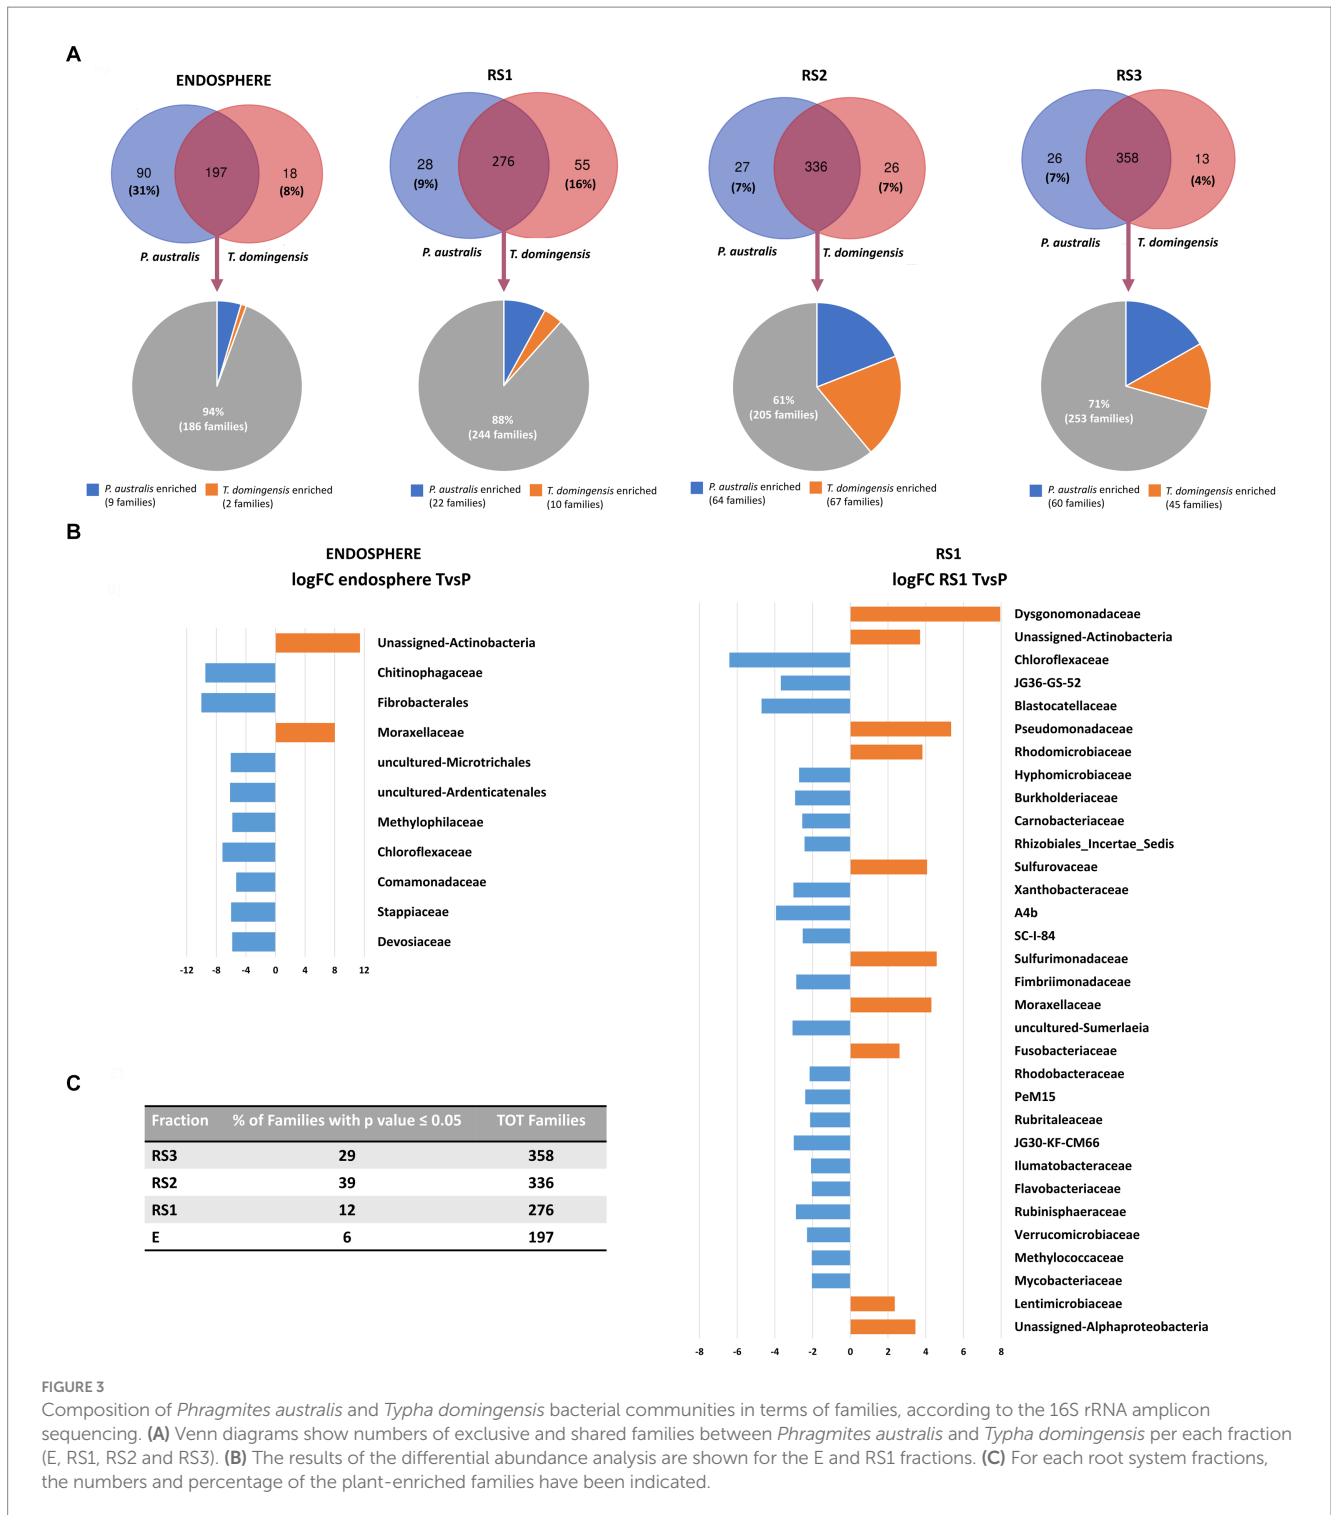 A
ENDOSPHERE
RS1
RS2
RS3
90
(31%)
197
18
(8%)
28
(9%)
276
55
(16%)
27
(7%)
336
26
(7%)
26
(7%)
358
13
(4%)
P. australis
T. domingensis
P. australis
T. domingensis
P. australis
T. domingensis
P. australis
T. domingensis
94%
(186 families)
88%
(244 families)
61%
(205 families)
71%
(253 families)
P. australis enriched
(9 families)
T. domingensis enriched
(2 families)
P. australis enriched
(22 families)
T. domingensis enriched
(10 families)
P. australis enriched
(64 families)
T. domingensis enriched
(67 families)
P. australis enriched
(60 families)
T. domingensis enriched
(45 families)
B
ENDOSPHERE
logFC endosphere TvsP
Unassigned-Actinobacteria
Chitinophagaceae
Fibrobacterales
Moraxellaceae
uncultured-Microtrichales
uncultured-Ardenticatenales
Methylophilaceae
Chloroflexaceae
Comamonadaceae
Stappiaceae
Devosiaceae
-12 -8 -4 0 4 8 12
RS1
logFC RS1 TvsP
Dysgonomonadaceae
Unassigned-Actinobacteria
Chloroflexaceae
JG36-GS-52
Blastocatellaceae
Pseudomonadaceae
Rhodomicrobiaceae
Hyphomicrobiaceae
Burkholderiaceae
Carnobacteriaceae
Rhizobiales_Incertae_Sedis
Sulfurovaceae
Xanthobacteraceae
A4b
SC-I-84
Sulfurimonadaceae
Fimbriimonadaceae
Moraxellaceae
uncultured-Sumerlaeia
Fusobacteriaceae
Rhodobacteraceae
PeM15
Rubritaleaceae
JG30-KF-CM66
Ilumatobacteraceae
Flavobacteriaceae
Rubinisphaeraceae
Verrucomicrobiaceae
Methylococcaceae
Mycobacteriaceae
Lentimicrobiaceae
Unassigned-Alphaproteobacteria
-8 -6 -4 -2 0 2 4 6 8
C
Fraction % of Families with p value ≤ 0.05 TOT Families
RS3 29 358
RS2 39 336
RS1 12 276
E 6 197
FIGURE 3
Composition of Phragmites australis and Typha domingensis bacterial communities in terms of families, according to the 16S rRNA amplicon
sequencing. (A) Venn diagrams show numbers of exclusive and shared families between Phragmites australis and Typha domingensis per each fraction
(E, RS1, RS2 and RS3). (B) The results of the differential abundance analysis are shown for the E and RS1 fractions. (C) For each root system fractions,
the numbers and percentage of the plant-enriched families have been indicated.